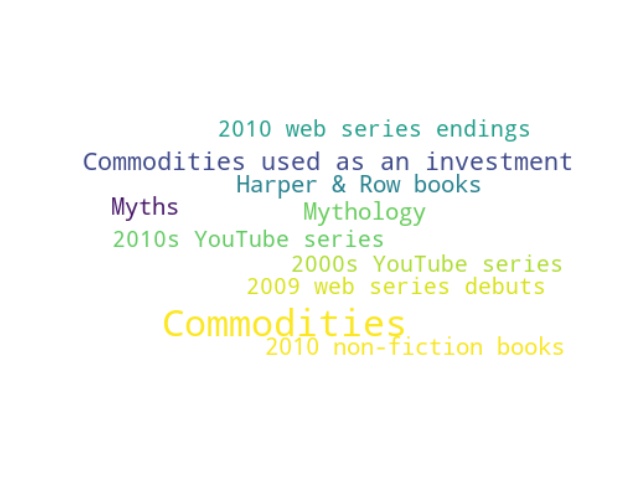 2010 web series endings
Commodities used as an investment
Harper & Row books
Myths
Mythology
2010s YouTube series
2000s YouTube series
2009 web series debuts
Commodities
2010 non-fiction books